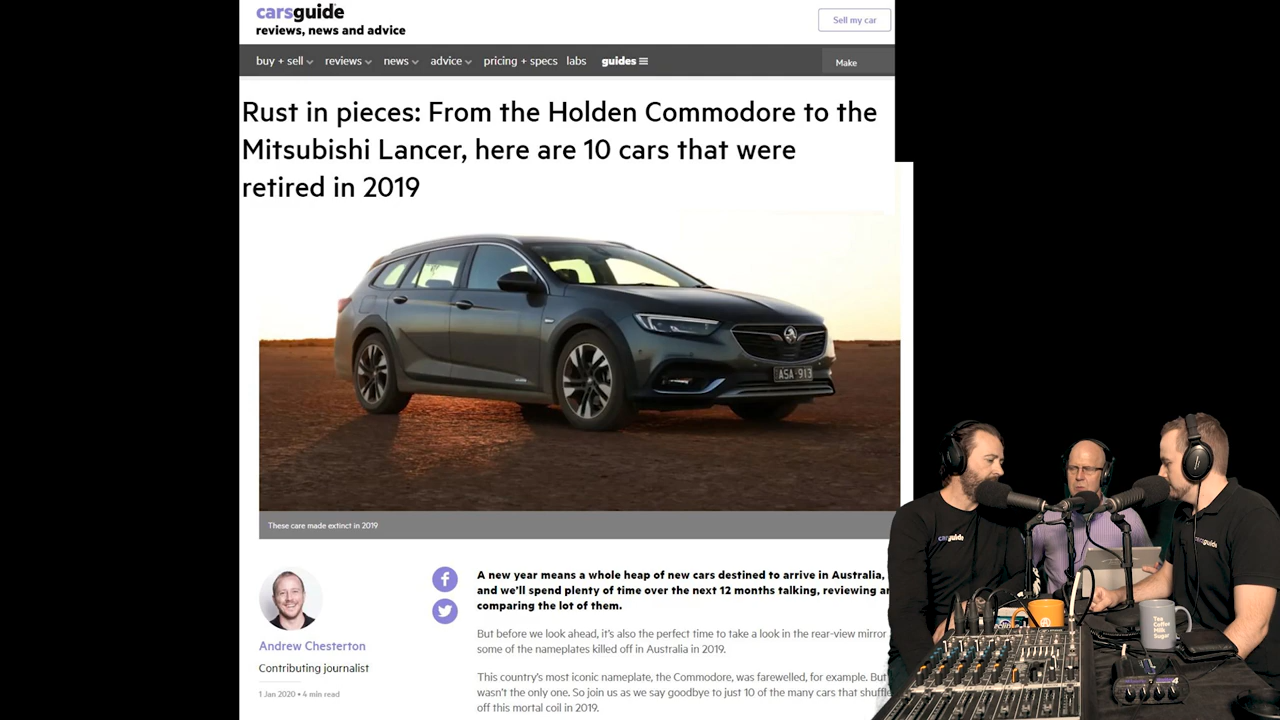 carsguide
reviews, news and advice
Sell my car
buy + sell reviews news advice pricing + specs labs guides
Make
Rust in pieces: From the Holden Commodore to the
Mitsubishi Lancer, here are 10 cars that were
retired in 2019
ASA·913
These care made extinct in 2019
A new year means a whole heap of new cars destined to arrive in Australia,
and we'll spend plenty of time over the next 12 months talking, reviewing
comparing the lot of them.
But before we look ahead, it's also the perfect time to take a look in the rear-view mirror
some of the nameplates killed off in Australia in 2019.
This country's most iconic nameplate, the Commodore, was farewelled, for example. But
wasn't the only one. So join us as we say goodbye to just 10 of the many cars that
off this mortal coil in 2019.
Andrew Chesterton
Contributing journalist
1 Jan 2020 • 4 min read
carsguide
carsguide
Tea
Coffee
Milk
Sugar